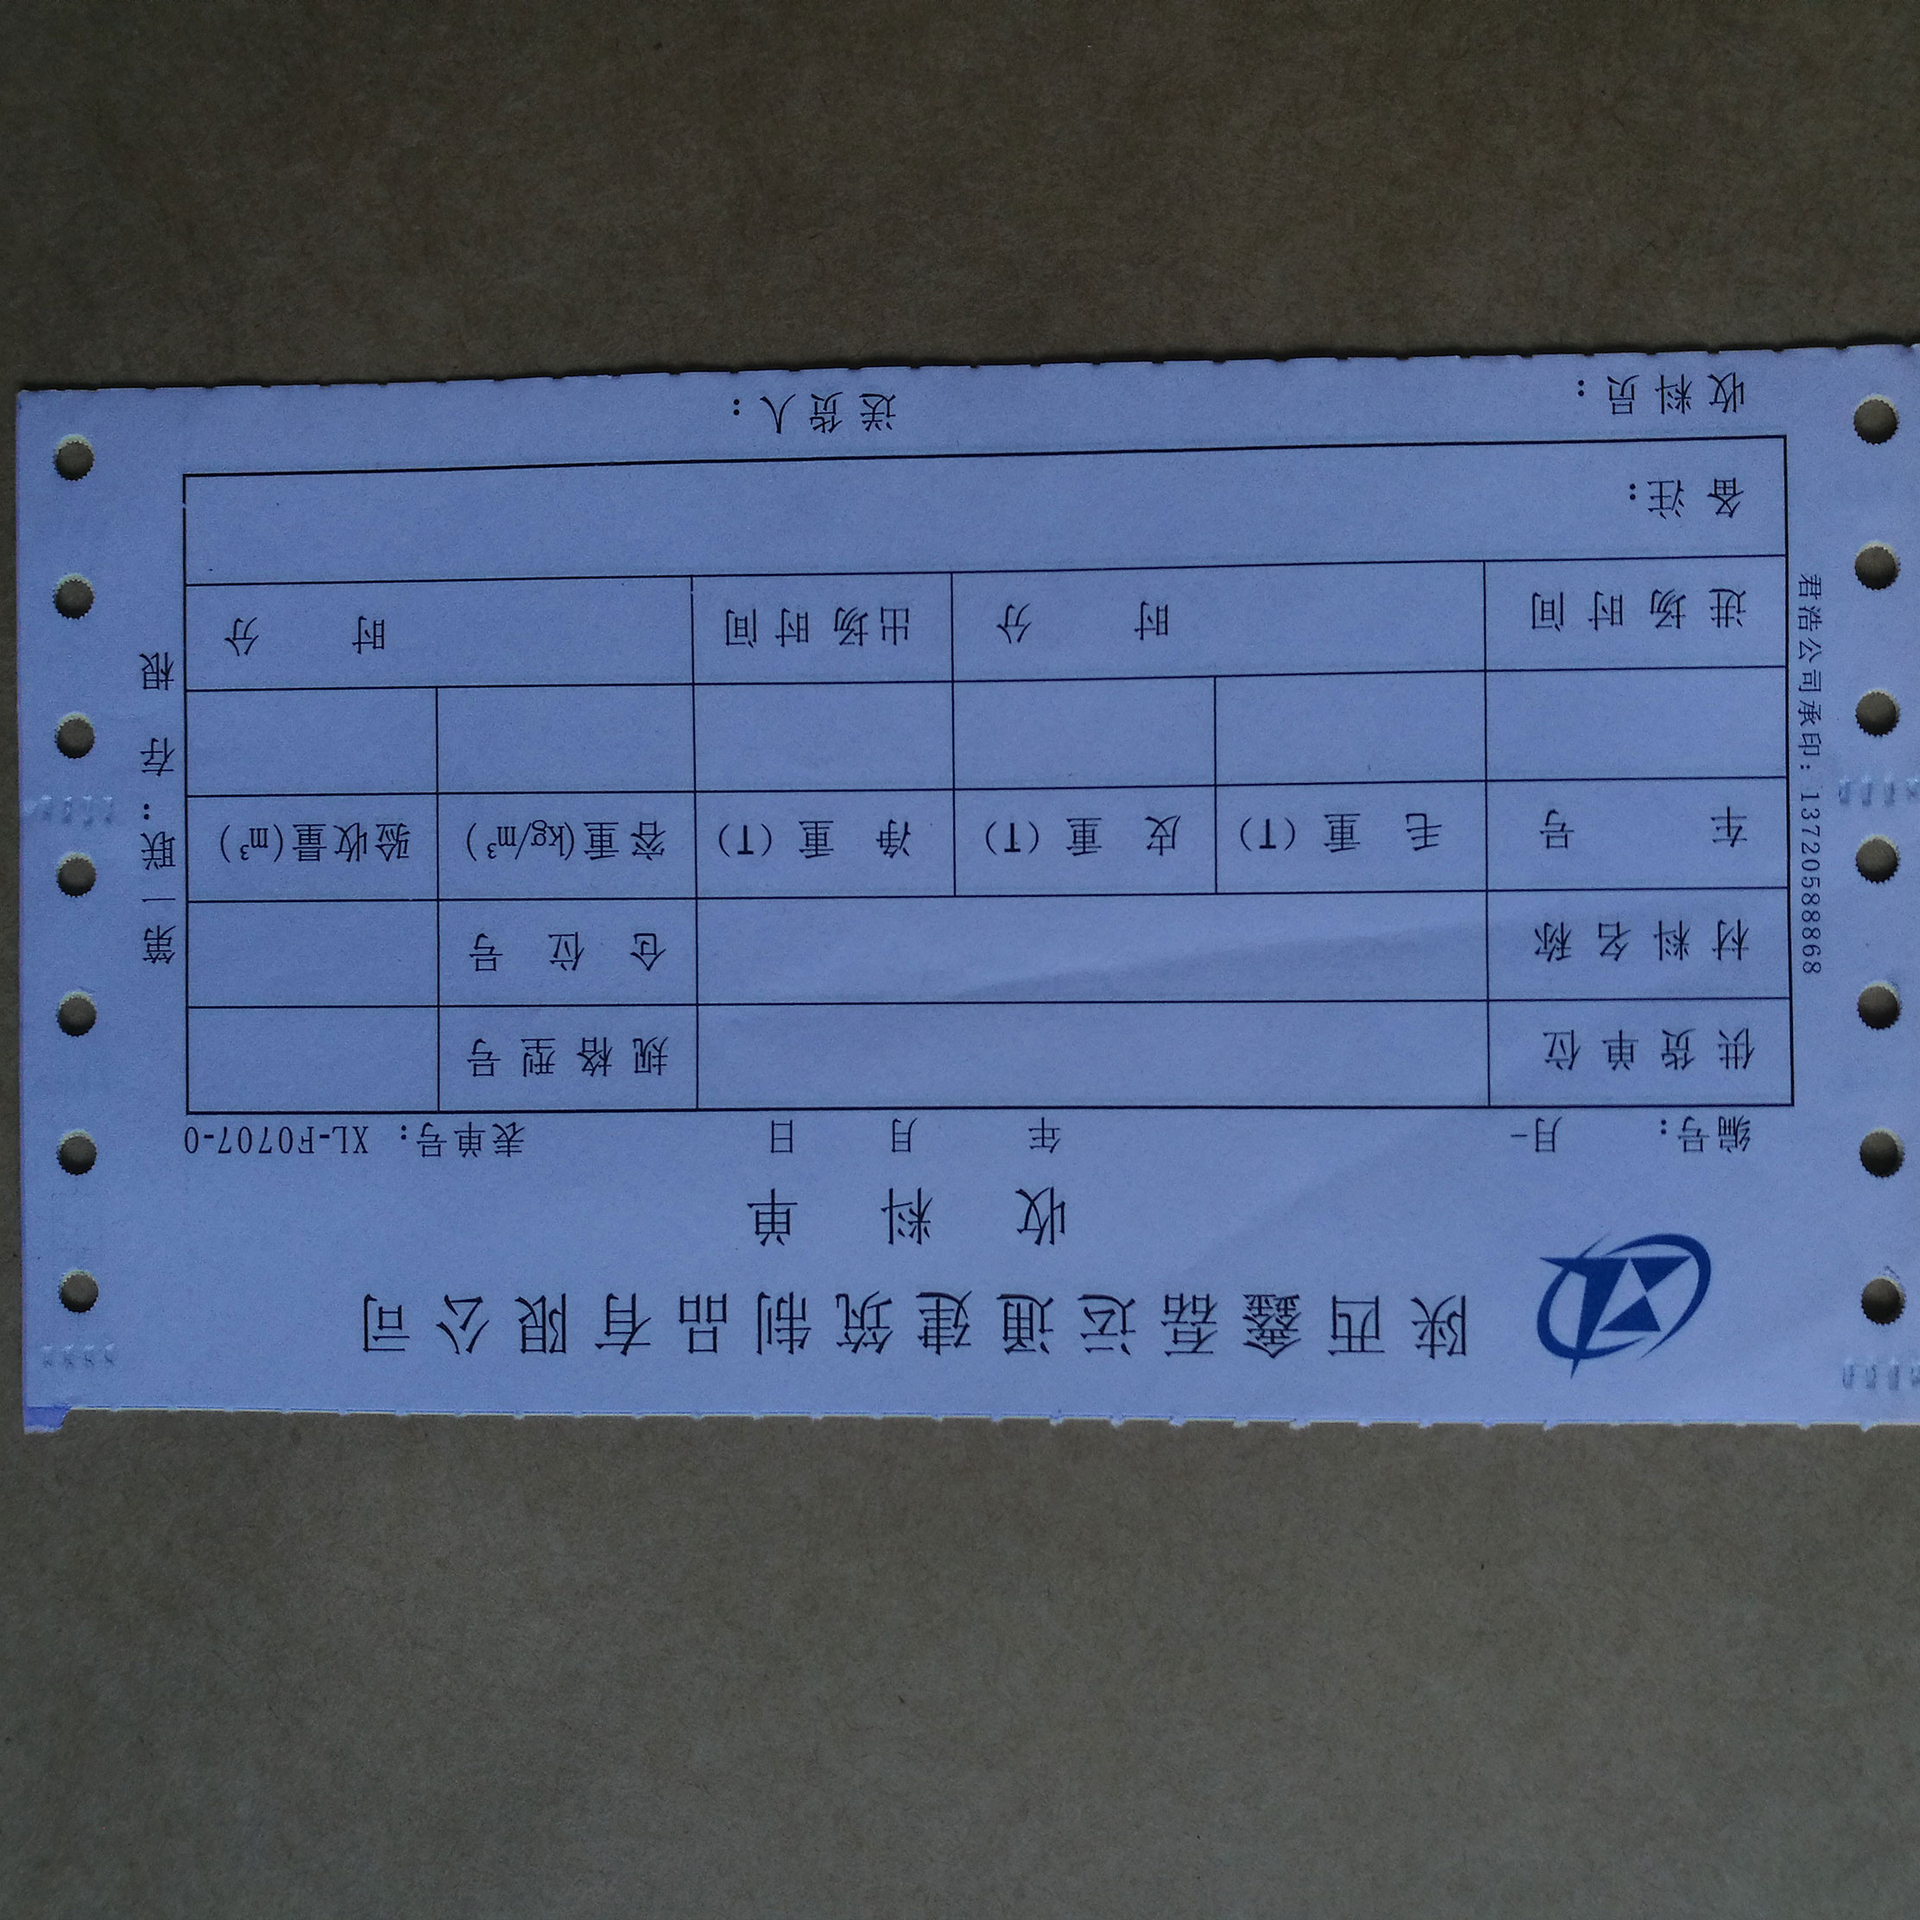 陕西鑫磊运通建筑制品有限公司
收料单
编号： 月- 年 月 日 表单号：XL-F0707-0
供货单位 规格型号
材料名称 仓位号
车号 毛重(T) 皮重(T) 净重(T) 容重(kg/m³) 验收量(m³)
进场时间 时 分 出场时间 时 分
备注：
收料员： 送货人：
第一联：存根
君浩公司承印：13720588868